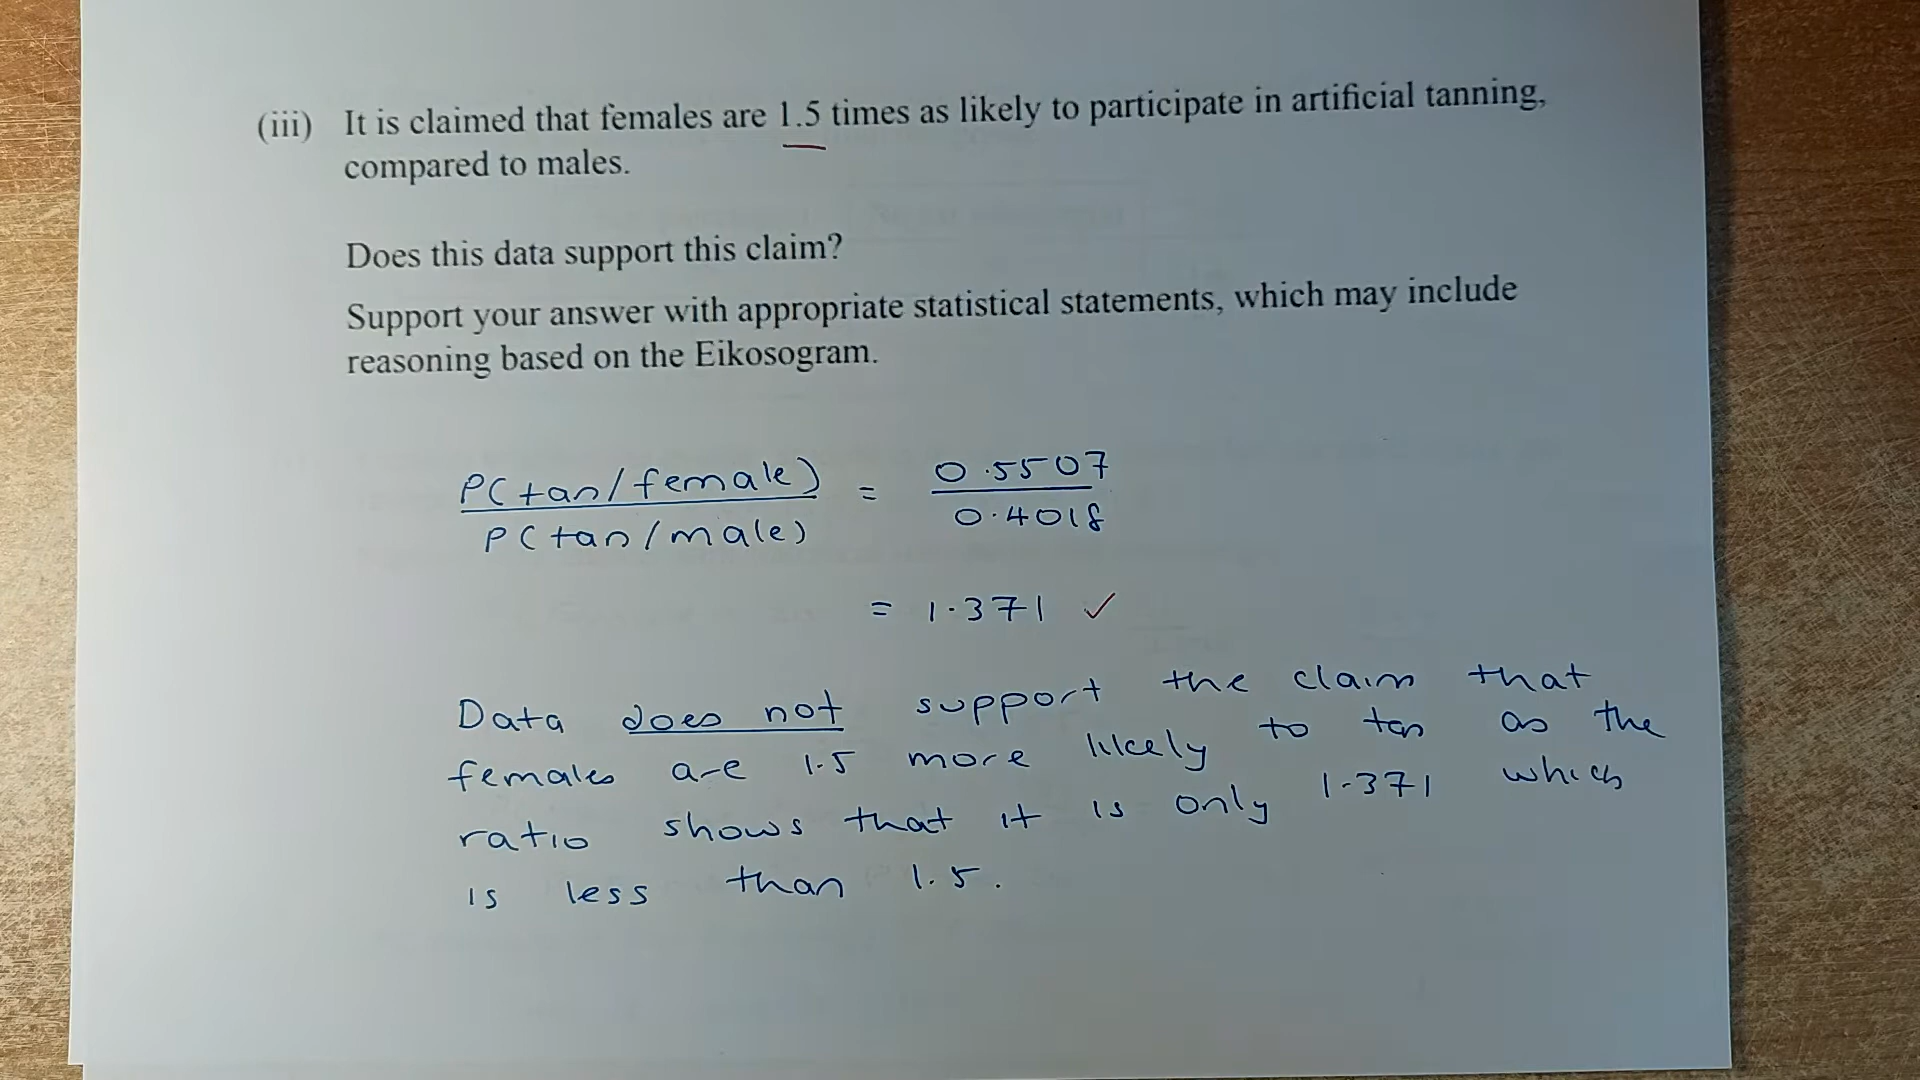 (iii) It is claimed that females are 1.5 times as likely to participate in artificial tanning,
compared to males.
Does this data support this claim?
Support your answer with appropriate statistical statements, which may include
reasoning based on the Eikosogram.
P(tan/female) = 0.5507
P(tan/male) 0.4018
= 1.371 ✓
Data does not support the claim that
females are 1.5 more likely to tan as the
ratio shows that it is only 1.371 which
is less than 1.5.